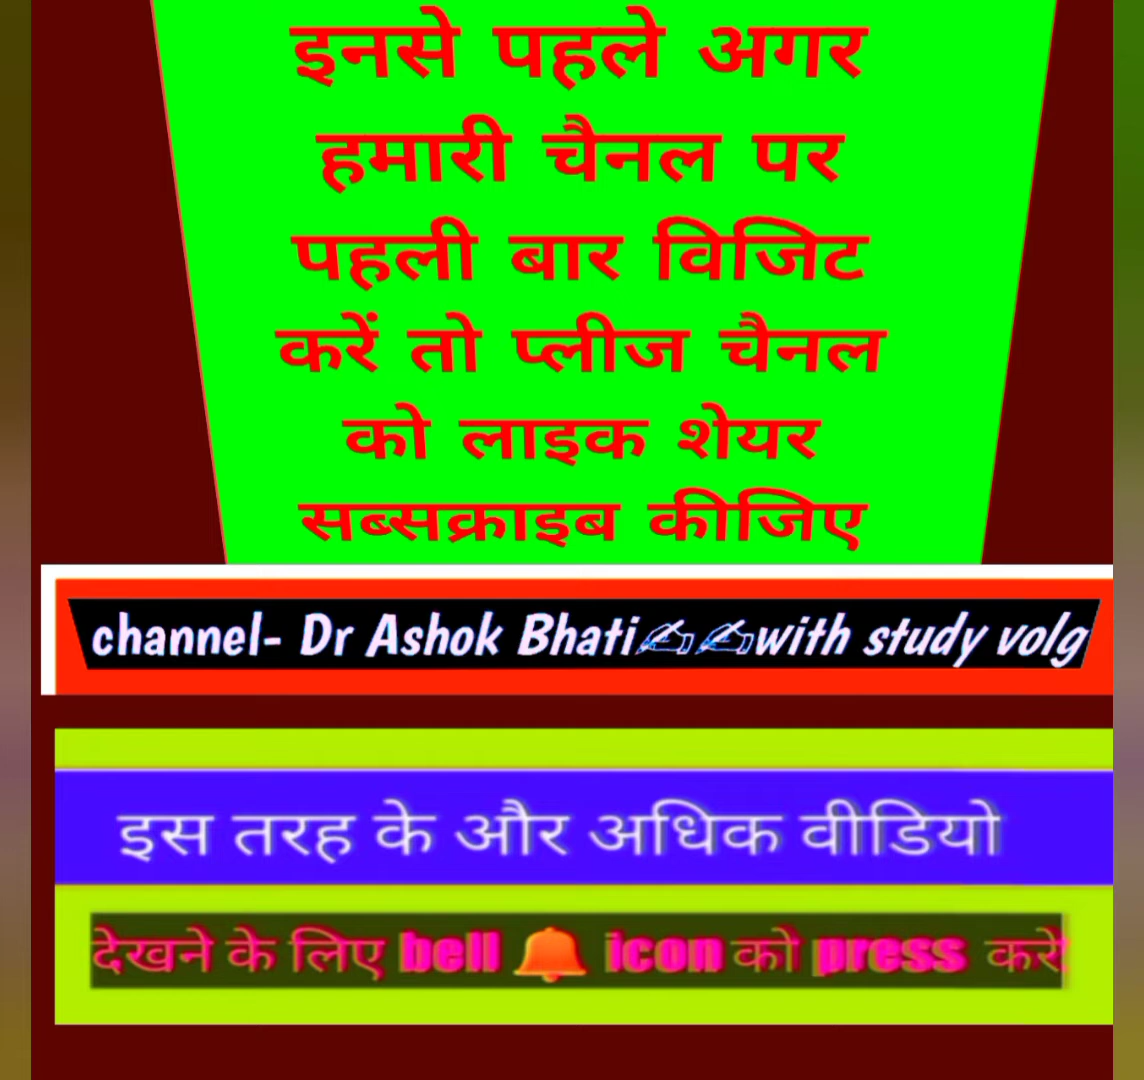 इनसे पहले अगर
हमारी चैनल पर
पहली बार विजिट
करें तो प्लीज चैनल
को लाइक शेयर
सब्सक्राइब कीजिए
channel- Dr Ashok Bhati✍✍with study volg
इस तरह के और अधिक वीडियो
देखने के लिए bell 🔔 icon को press करें